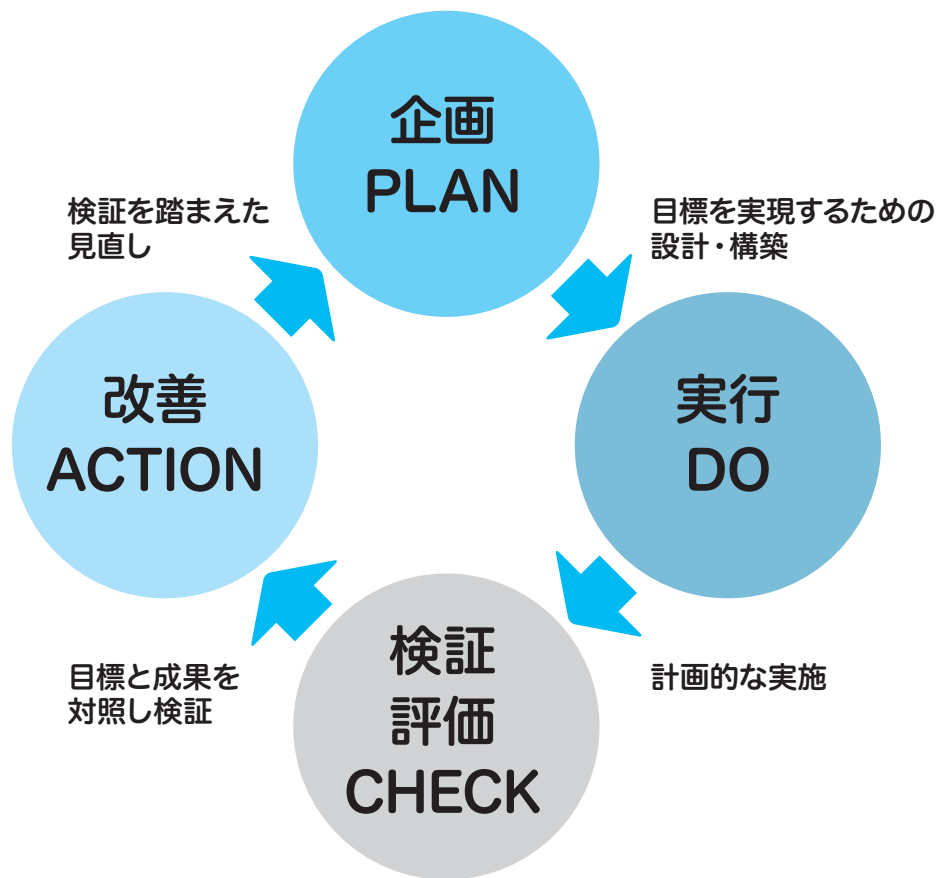 企画
PLAN
検証を踏まえた
見直し
目標を実現するための
設計・構築
改善
ACTION
実行
DO
検証
評価
CHECK
目標と成果を
対照し検証
計画的な実施